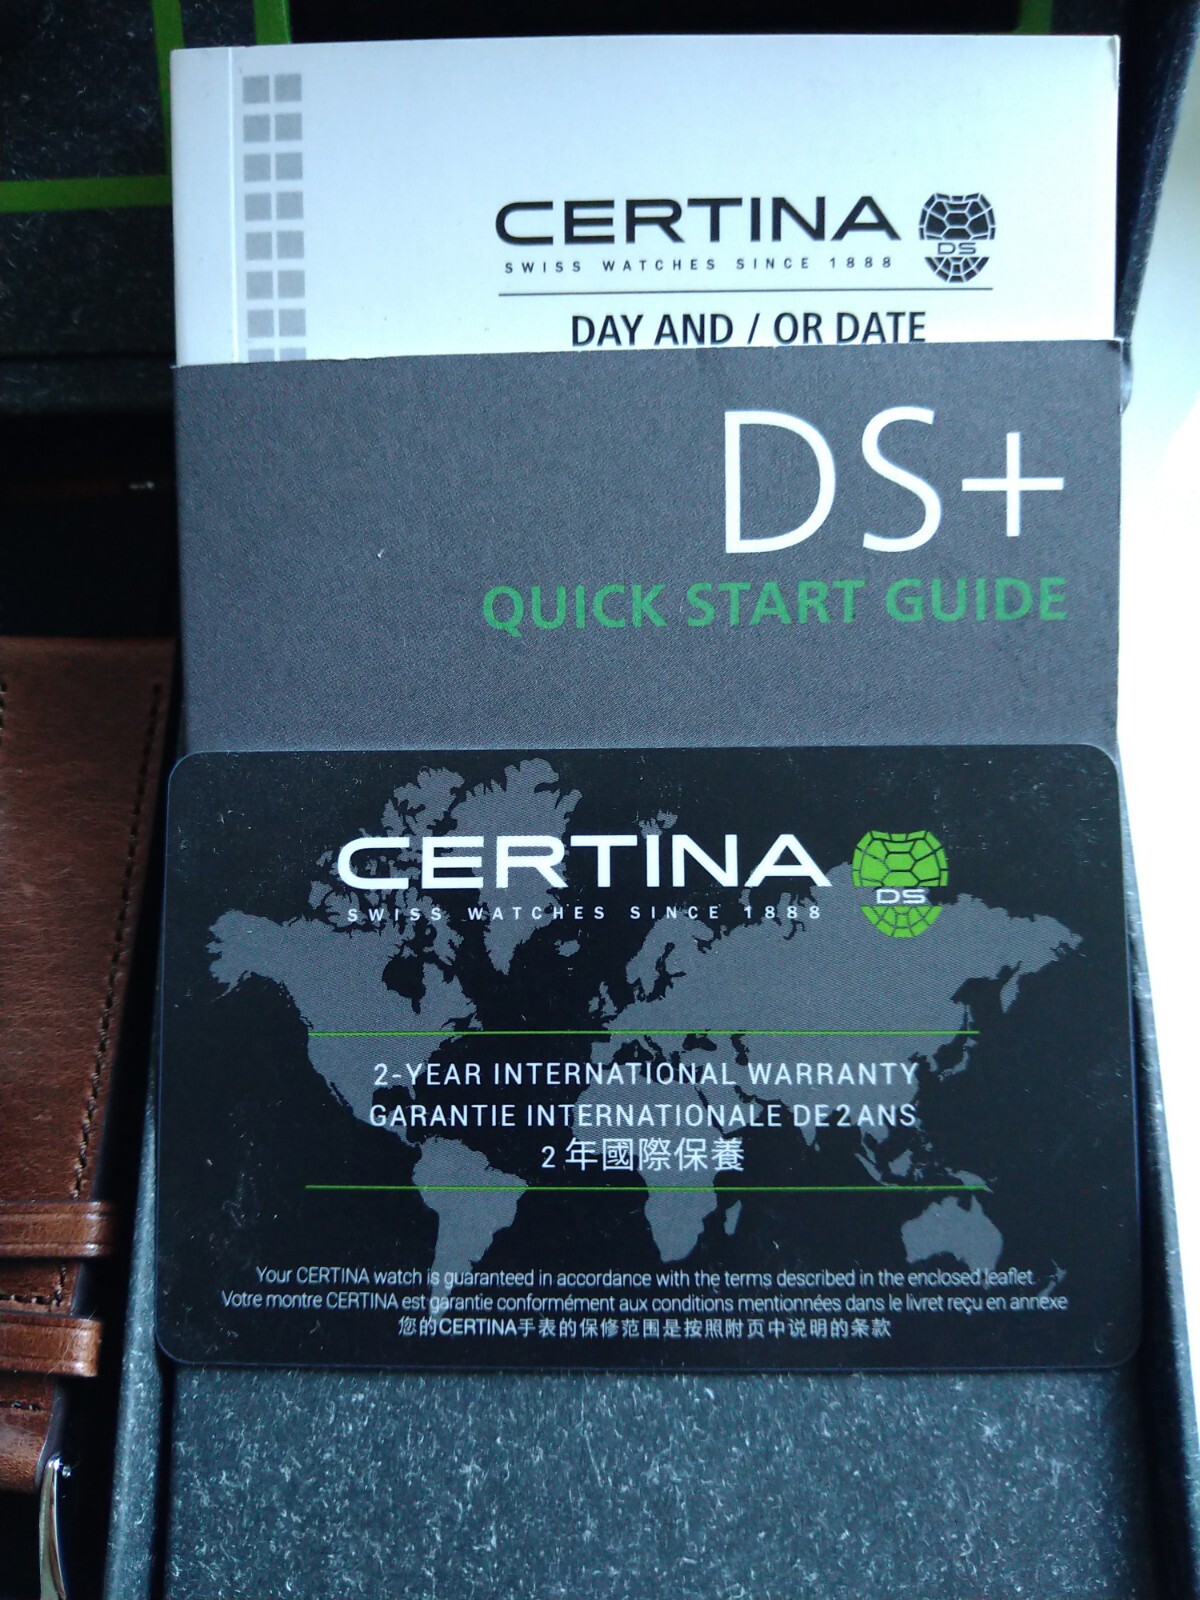 CERTINA
DS
SWISS WATCHES SINCE 1888
DAY AND / OR DATE
DS+
QUICK START GUIDE
CERTINA
DS
SWISS WATCHES SINCE 1888
2-YEAR INTERNATIONAL WARRANTY
GARANTIE INTERNATIONALE DE 2 ANS
2 年國際保養
Your CERTINA watch is guaranteed in accordance with the terms described in the enclosed leaflet
Votre montre CERTINA est garantie conformément aux conditions mentionnées dans le livret reçu en annexe
您的CERTINA手表的保修范围是按照附页中说明的条款